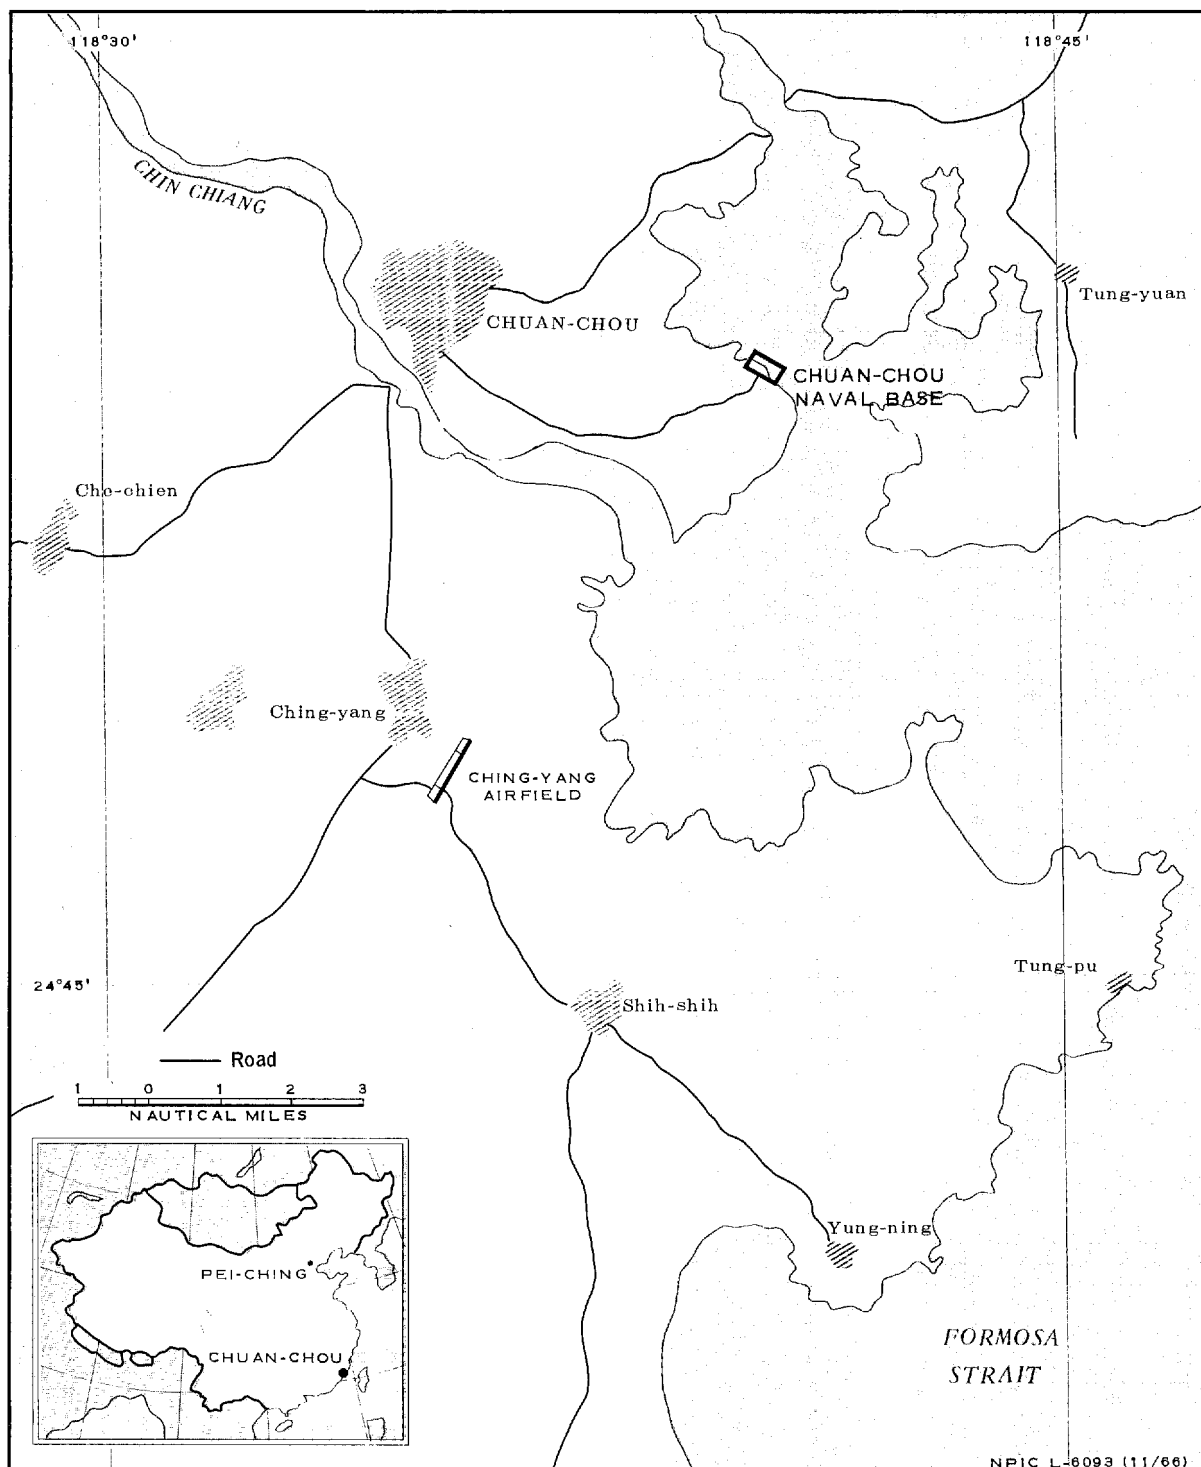 118°30'
118°45'
CHIN CHIANG
Tung-yuan
CHUAN-CHOU
CHUAN-CHOU
NAVAL BASE
Che-chien
Ching-yang
CHING-YANG
AIRFIELD
24°45'
Tung-pu
Shih-shih
Road
1 0 1 2 3
NAUTICAL MILES
Yung-ning
PEI-CHING
CHUAN-CHOU
FORMOSA
STRAIT
NPIC L-6093 (11/66)